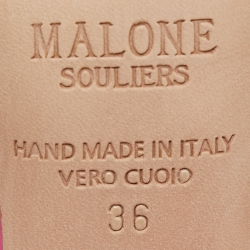 MALONE
SOULIERS
HAND MADE IN ITALY
VERO CUOIO
36